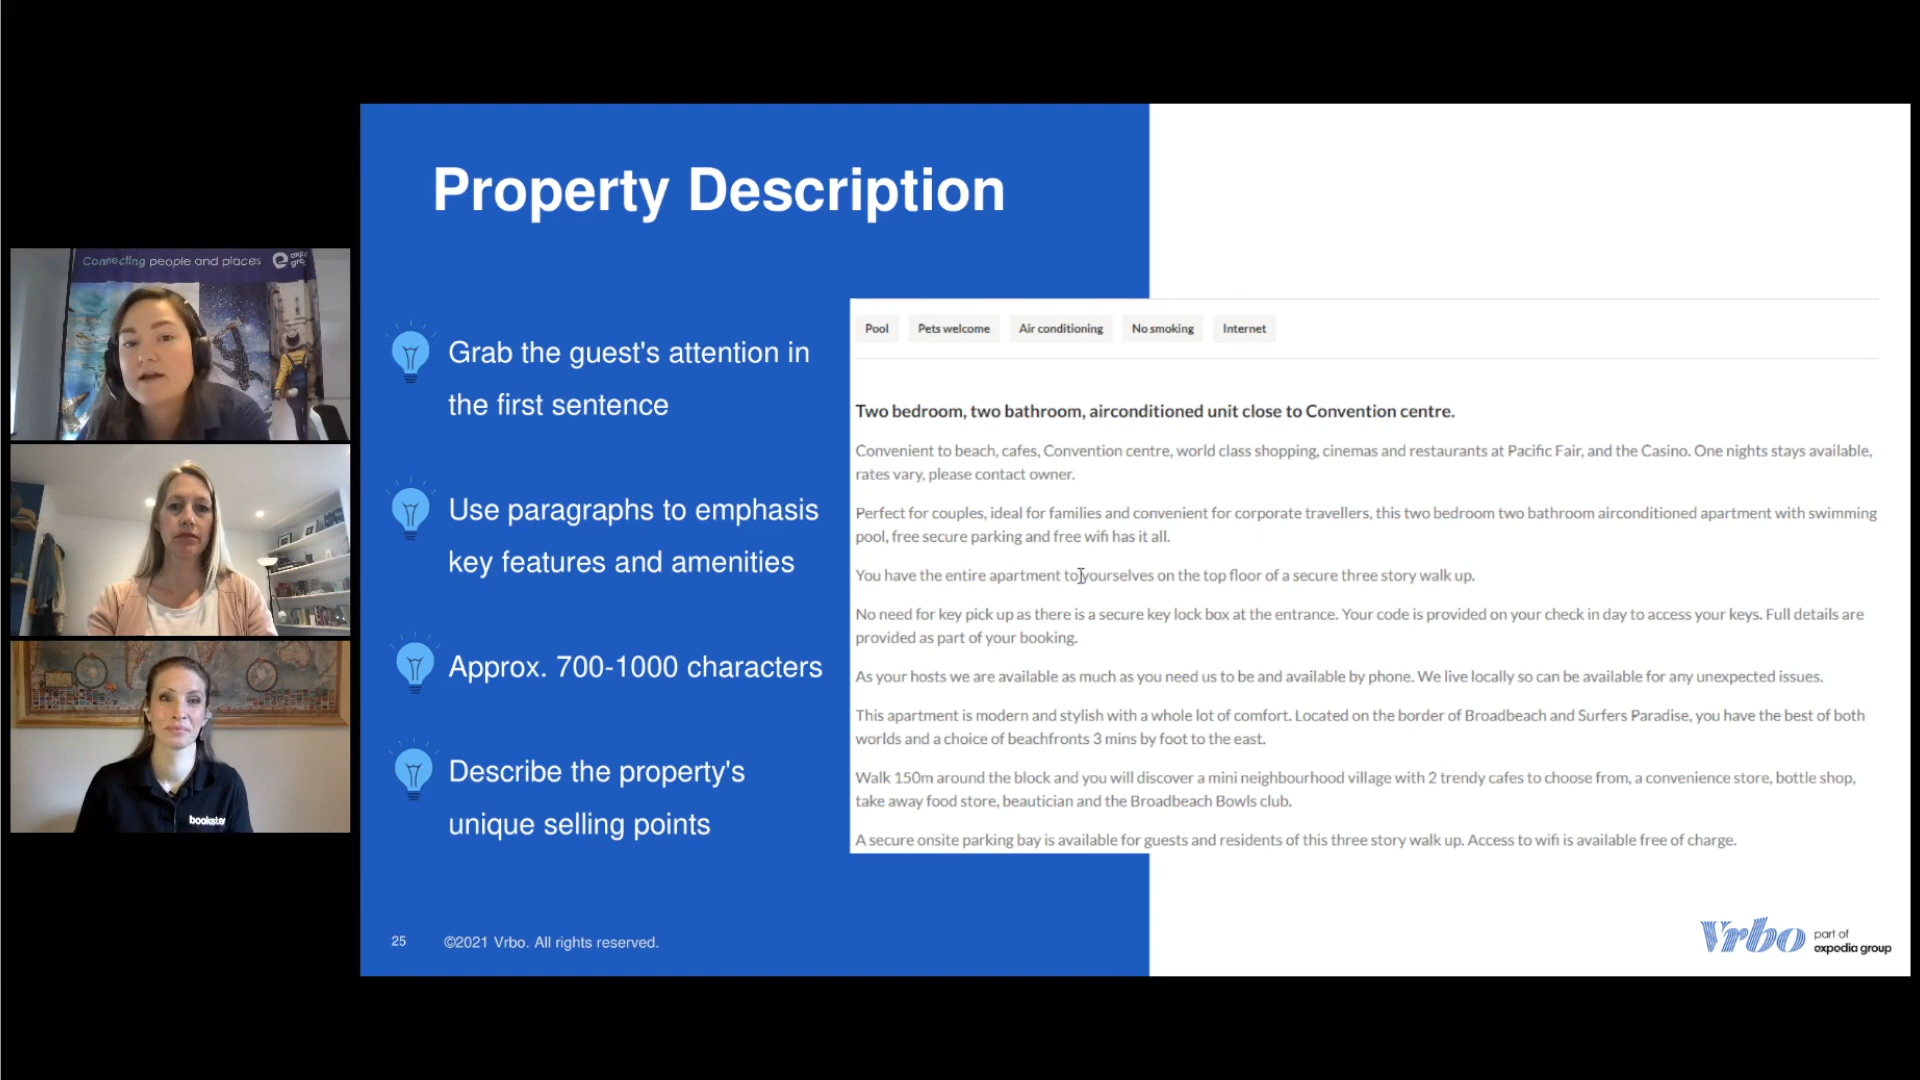 Property Description
Grab the guest's attention in
the first sentence
Use paragraphs to emphasis
key features and amenities
Approx. 700-1000 characters
Describe the property's
unique selling points
Pool
Pets welcome
Air conditioning
No smoking
Internet
Two bedroom, two bathroom, airconditioned unit close to Convention centre.
Convenient to beach, cafes, Convention centre, world class shopping, cinemas and restaurants at Pacific Fair, and the Casino. One nights stays available,
rates vary, please contact owner.
Perfect for couples, ideal for families and convenient for corporate travellers, this two bedroom two bathroom airconditioned apartment with swimming
pool, free secure parking and free wifi has it all.
You have the entire apartment to yourselves on the top floor of a secure three story walk up.
No need for key pick up as there is a secure key lock box at the entrance. Your code is provided on your check in day to access your keys. Full details are
provided as part of your booking.
As your hosts we are available as much as you need us to be and available by phone. We live locally so can be available for any unexpected issues.
This apartment is modern and stylish with a whole lot of comfort. Located on the border of Broadbeach and Surfers Paradise, you have the best of both
worlds and a choice of beachfronts 3 mins by foot to the east.
Walk 150m around the block and you will discover a mini neighbourhood village with 2 trendy cafes to choose from, a convenience store, bottle shop,
take away food store, beautician and the Broadbeach Bowls club.
A secure onsite parking bay is available for guests and residents of this three story walk up. Access to wifi is available free of charge.
25
©2021 Vrbo. All rights reserved.
Vrbo
part of
expedia group
Connecting people and places